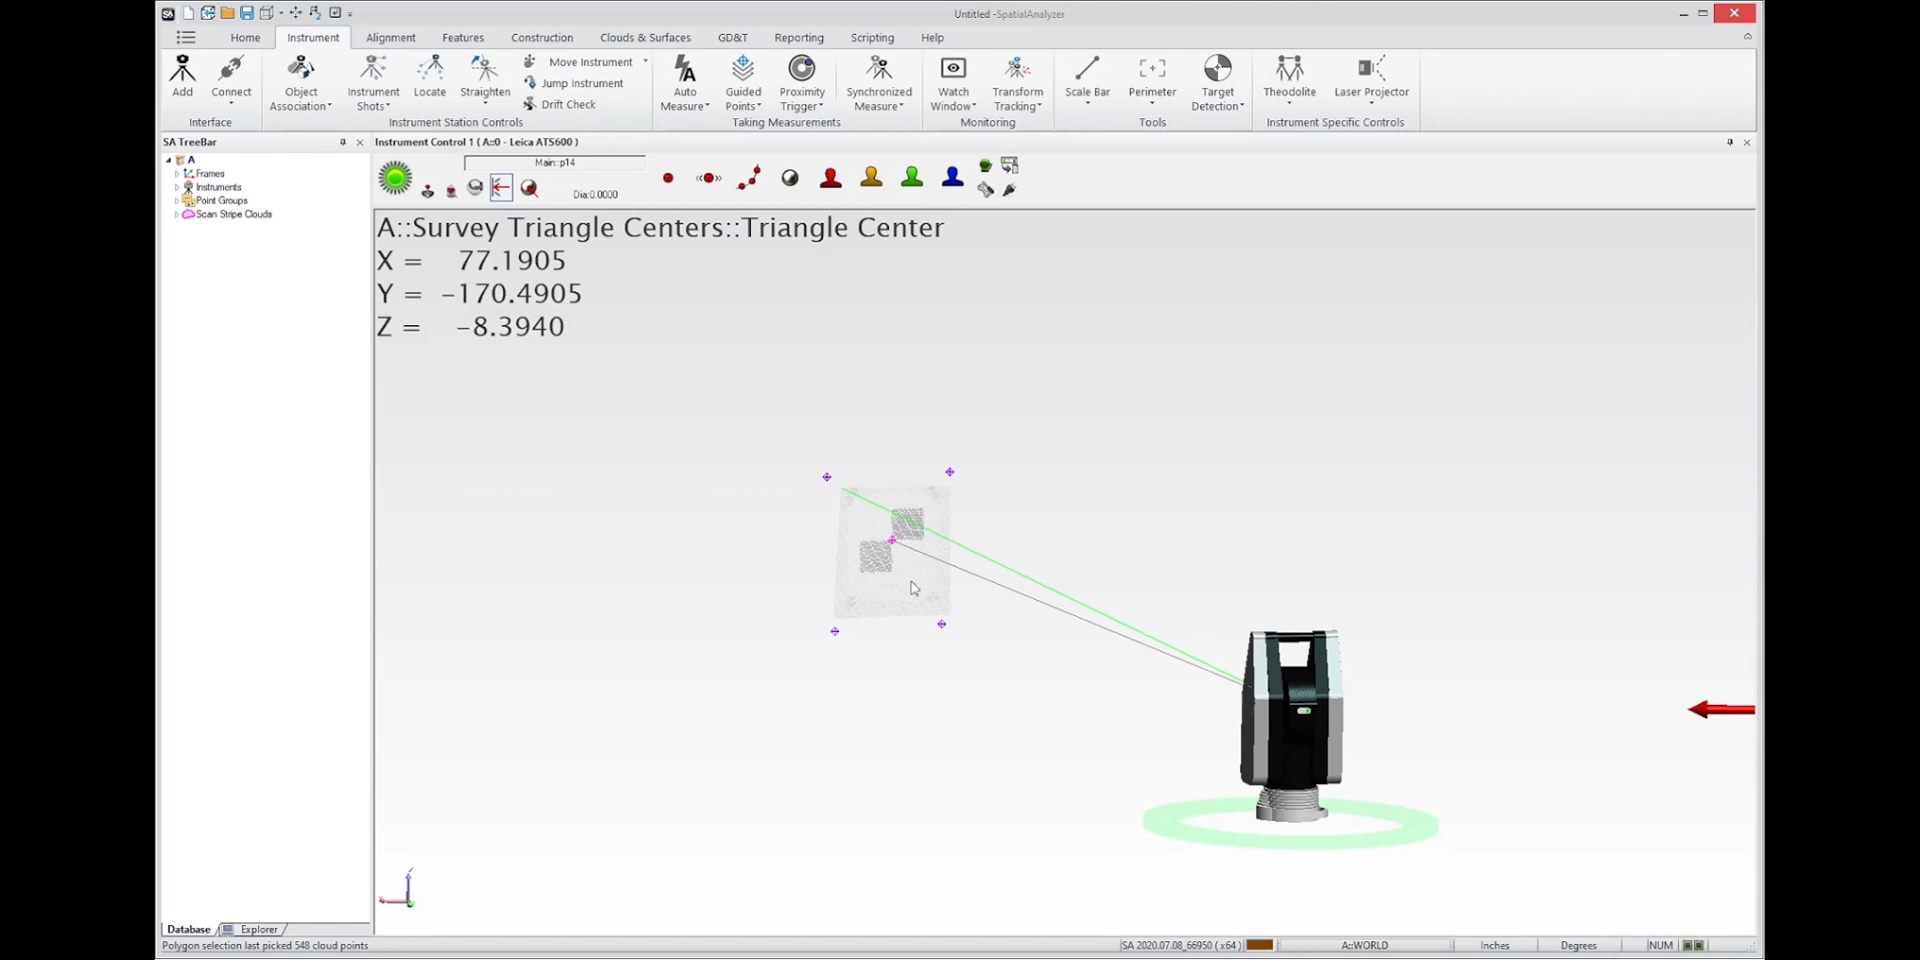 Untitled -SpatialAnalyzer
Home Instrument Alignment Features Construction Clouds & Surfaces GD&T Reporting Scripting Help
Add
Connect
Object Association
Instrument Shots
Locate
Straighten
Move Instrument
Jump Instrument
Drift Check
Auto Measure
Guided Points
Proximity Trigger
Synchronized Measure
Watch Window
Transform Tracking
Scale Bar
Perimeter
Target Detection
Theodolite
Laser Projector
Interface Instrument Station Controls Taking Measurements Monitoring Tools Instrument Specific Controls
SA TreeBar
Instrument Control 1 ( A::0 - Leica ATS600 )
A
Frames
Instruments
Point Groups
Scan Stripe Clouds
Main::p14
Dia:0.0000
A::Survey Triangle Centers::Triangle Center
X = 77.1905
Y = -170.4905
Z = -8.3940
Database Explorer
Polygon selection last picked 548 cloud points
SA 2020.07.08_66950 ( x64 ) A::WORLD Inches Degrees NUM